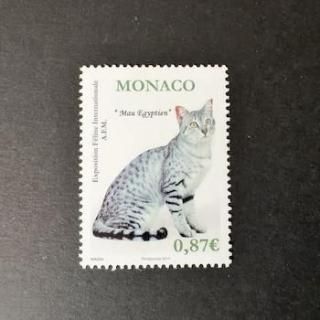 MONACO
" Mau Egyptien"
Exposition Féline Internationale
A.F.M.
0,87€